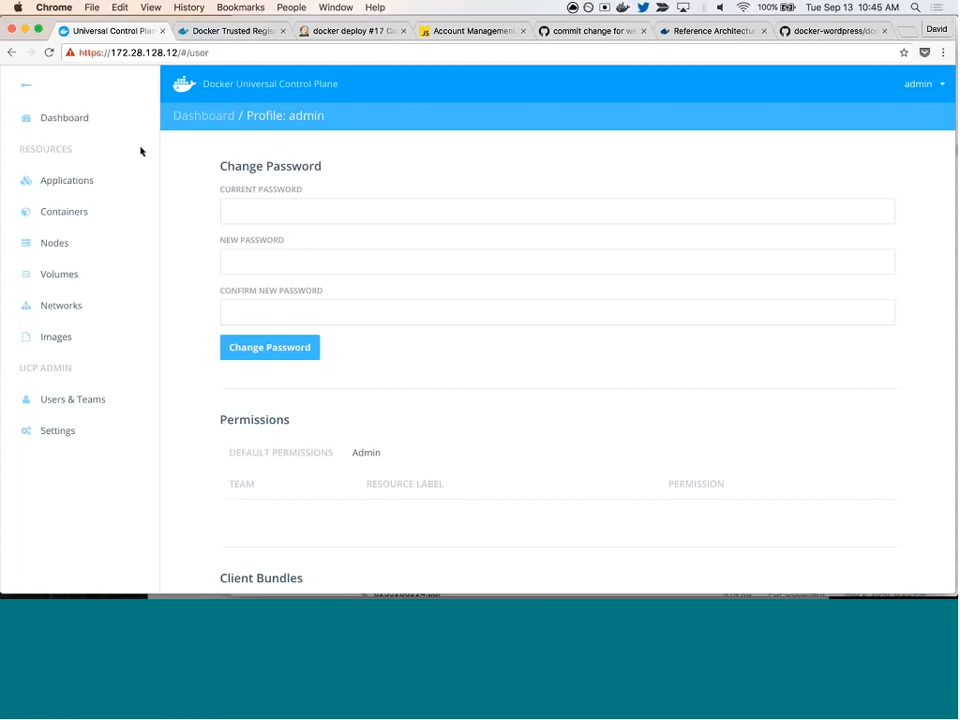 Chrome File Edit View History Bookmarks People Window Help 100% Tue Sep 13 10:45 AM
Universal Control Plan Docker Trusted Regis docker deploy #17 Co Account Management commit change for we Reference Architectur docker-wordpress/doc David
https://172.28.128.12/#/user
Docker Universal Control Plane admin
Dashboard / Profile: admin
Dashboard
RESOURCES
Applications
Containers
Nodes
Volumes
Networks
Images
UCP ADMIN
Users & Teams
Settings
Change Password
CURRENT PASSWORD
NEW PASSWORD
CONFIRM NEW PASSWORD
Change Password
Permissions
DEFAULT PERMISSIONS Admin
TEAM RESOURCE LABEL PERMISSION
Client Bundles